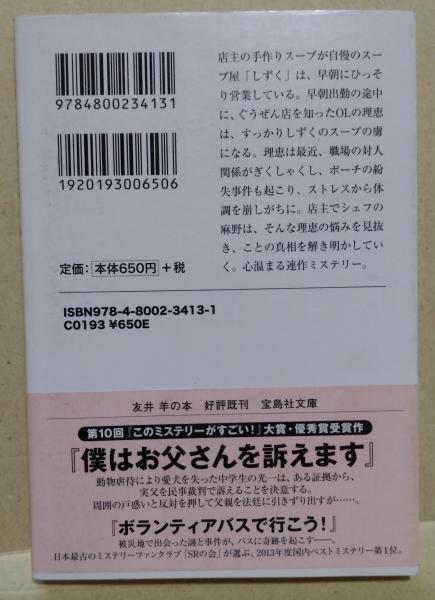 店主の手作りスープが自慢のスー
プ屋「しずく」は、早朝にひっそ
り営業している。早朝出勤の途中
に、ぐうぜん店を知ったOLの理恵
は、すっかりしずくのスープの虜
になる。理恵は最近、職場の対人
関係がぎくしゃくし、ポーチの紛
失事件も起こり、ストレスから体
調を崩しがちに。店主でシェフの
麻野は、そんな理恵の悩みを見抜
き、ことの真相を解き明かしてい
く。心温まる連作ミステリー。
9784800234131
1920193006506
定価：本体650円＋税
ISBN978-4-8002-3413-1
C0193 ¥650E
友井 羊の本 好評既刊 宝島社文庫
第10回『このミステリーがすごい！』大賞・優秀賞受賞作
『僕はお父さんを訴えます』
動物虐待により愛犬を失った中学生の光一は、ある証拠から、
実父を民事裁判で訴えることを決意する。
周囲の戸惑いと反対を押して父親を法廷に引きずり出すが……。
『ボランティアバスで行こう！』
被災地で出会った謎と事件が、バスに奇跡を起こす―。
日本最古のミステリーファンクラブ「SRの会」が選ぶ、2013年度国内ベストミステリー第1位。